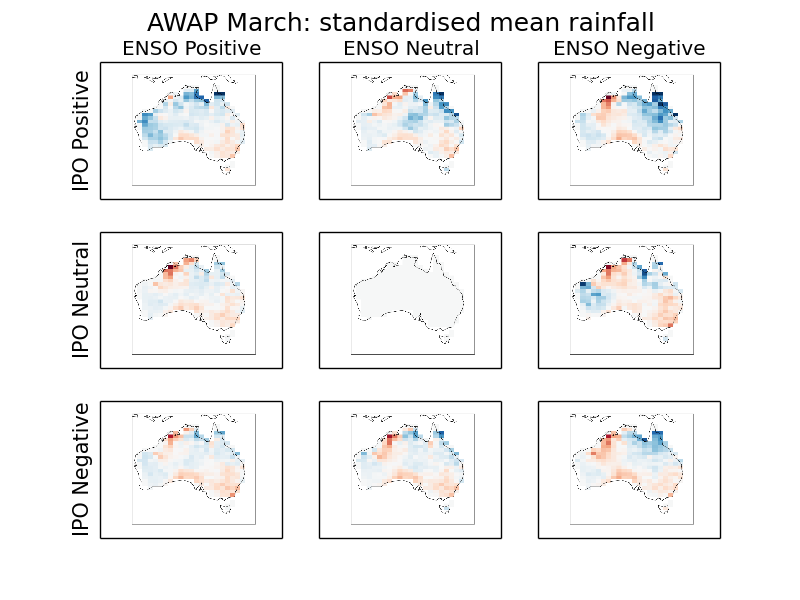 AWAP March: standardised mean rainfall
ENSO Positive
ENSO Neutral
ENSO Negative
IPO Positive
IPO Neutral
IPO Negative